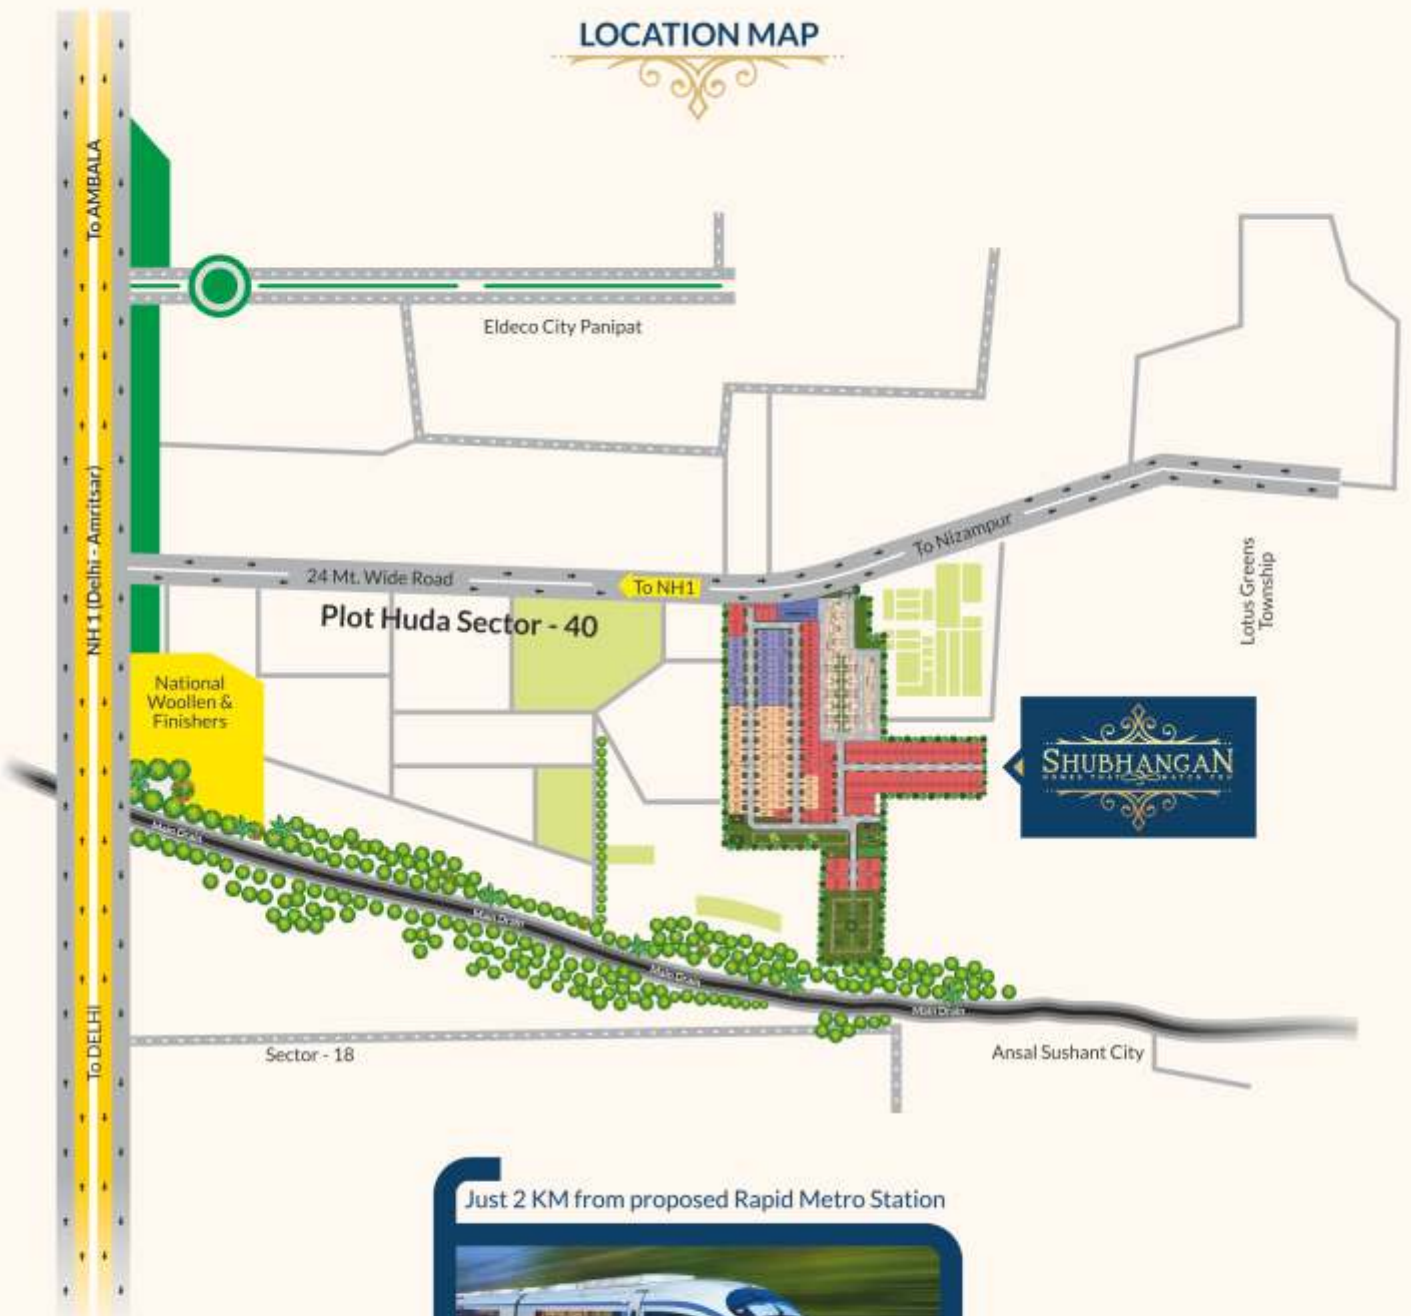 LOCATION MAP
To AMBALA
Eldeco City Panipat
NH 1 (Delhi - Amritsar)
To Nizampur
24 Mt. Wide Road
To NH1
Plot Huda Sector - 40
Lotus Greens
Township
National
Woollen &
Finishers
SHUBHANGAN
Main Drain
Main Drain
Main Drain
Main Drain
To DELHI
Sector - 18
Ansal Sushant City
Just 2 KM from proposed Rapid Metro Station